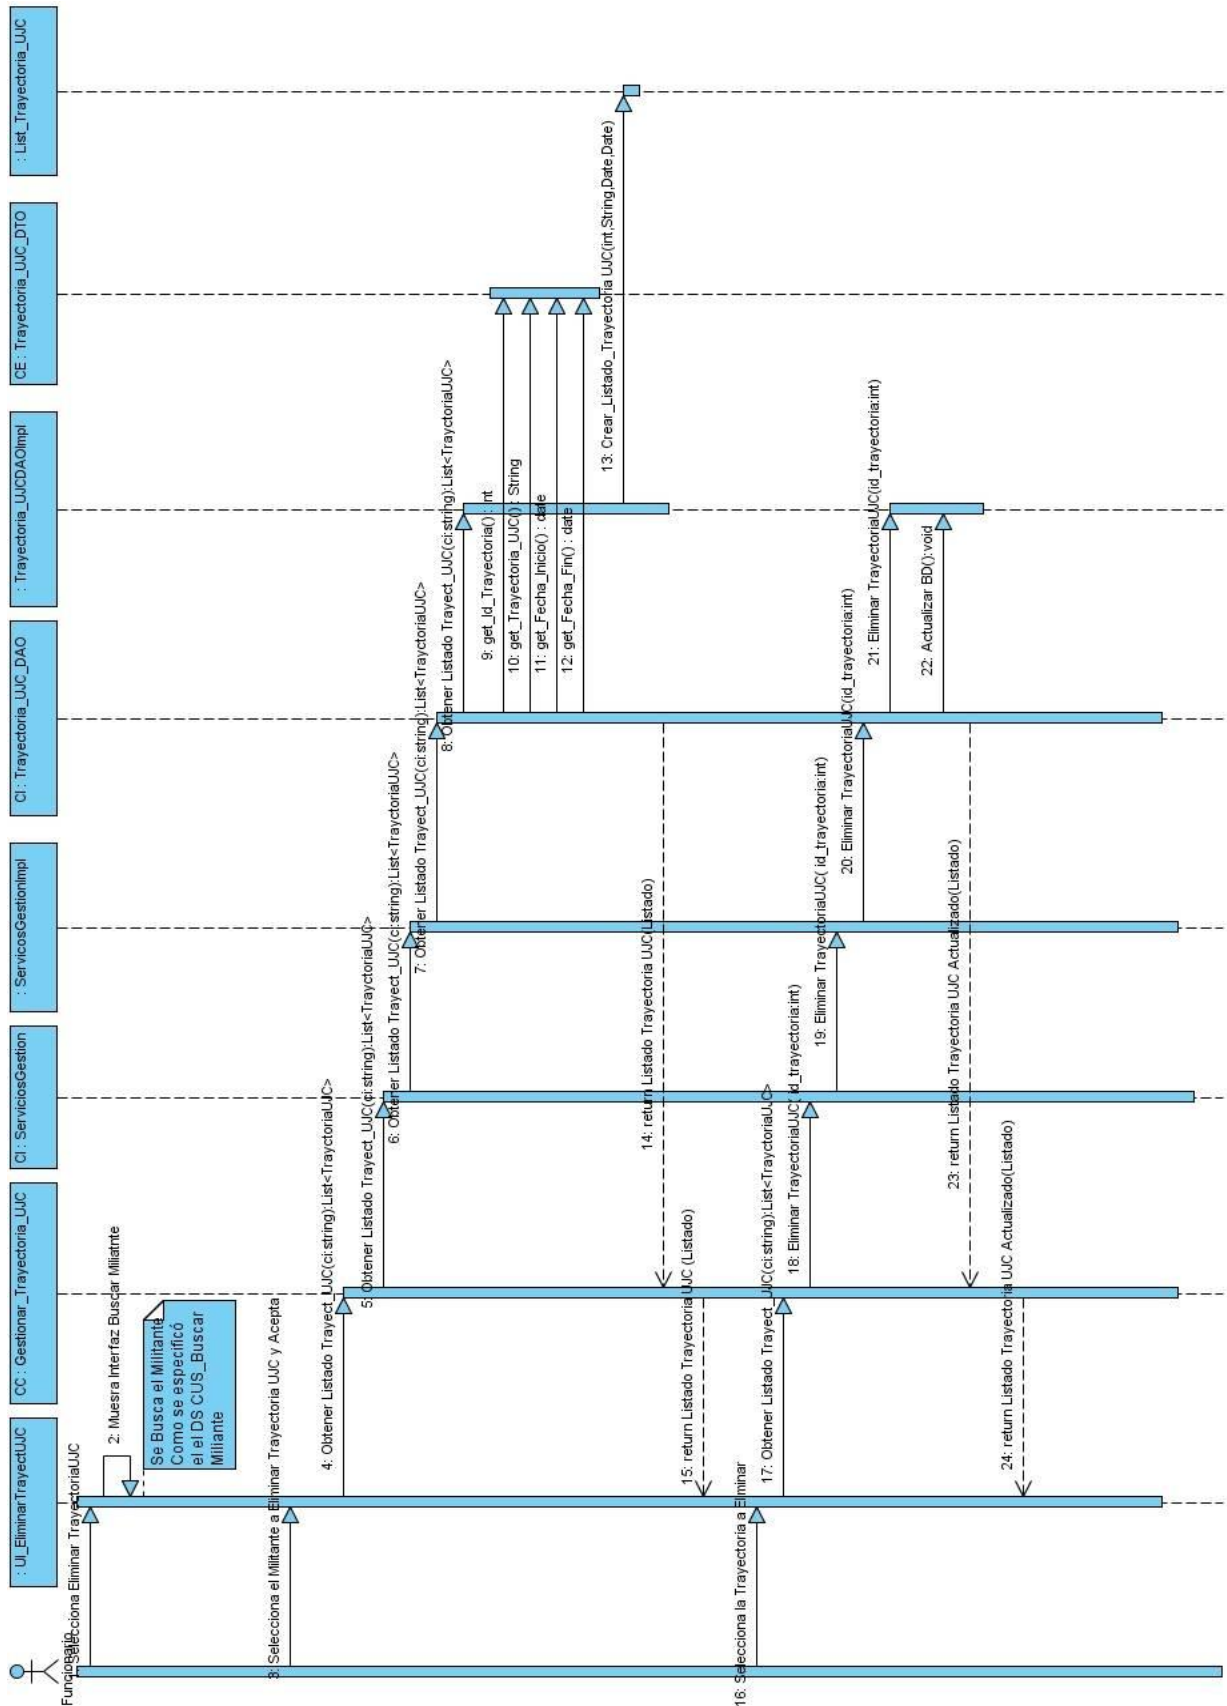 Funcionario
: UI_EliminarTrayectUJC
CC : Gestionar_Trayectoria_UJC
CI : ServiciosGestion
: ServicosGestionImpl
CI : Trayectoria_UJC_DAO
: Trayectoria_UJCDAOImpl
CE : Trayectoria_UJC_DTO
: List_Trayectoria_UJC
Selecciona Eliminar TrayectoriaUJC
2: Muesra Interfaz Buscar Miliatnte
Se Busca el Militante
Como se especificó
el el DS CUS_Buscar
Miliante
3: Selecciona el Militante a Eliminar Trayectoria UJC y Acepta
4: Obtener Listado Trayect_UJC(ci:string):List<TrayctoriaUJC>
5: Obtener Listado Trayect_UJC(ci:string):List<TrayctoriaUJC>
6: Obtener Listado Trayect_UJC(ci:string):List<TrayctoriaUJC>
7: Obtener Listado Trayect_UJC(ci:string):List<TrayctoriaUJC>
8: Obtener Listado Trayect_UJC(ci:string):List<TrayctoriaUJC>
9: get_Id_Trayectoria() : int
10: get_Trayectoria_UJC() : String
11: get_Fecha_Inicio() : date
12: get_Fecha_Fin() : date
13: Crear_Listado_Trayectoria UJC(int,String,Date,Date)
14: return Listado Trayectoria UJC(Listado)
15: return Listado Trayectoria UJC (Listado)
16: Selecciona la Trayectoria a Elminar
17: Obtener Listado Trayect_UJC(ci:string):List<TrayctoriaUJC>
18: Eliminar TrayectoriaUJC( id_trayectoria:int)
19: Eliminar TrayectoriaUJC( id_trayectoria:int)
20: Eliminar TrayectoriaUJC(id_trayectoria:int)
21: Eliminar TrayectoriaUJC(id_trayectoria:int)
22: Actualizar BD():void
23: return Listado Trayectoria UJC Actualizado(Listado)
24: return Listado Trayectoria UJC Actualizado(Listado)